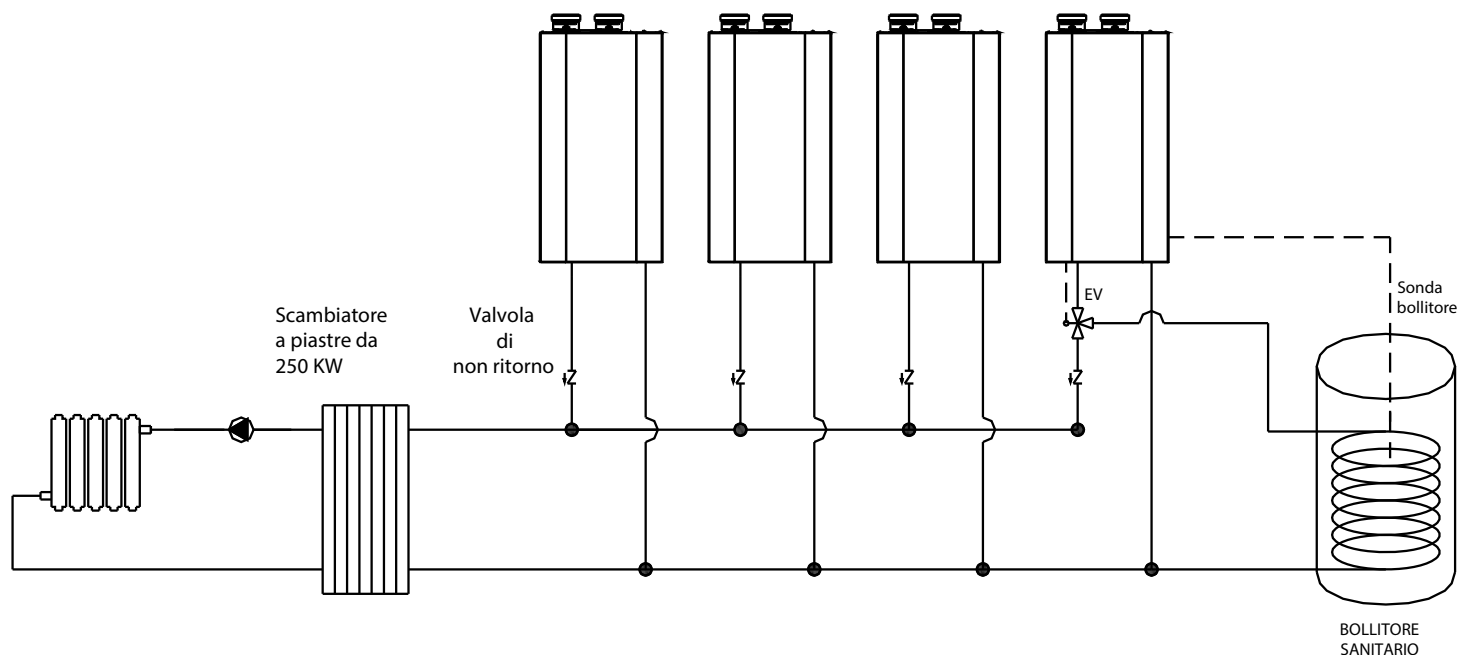 Scambiatore
a piastre da
250 KW
Valvola
di
non ritorno
EV
Sonda
bollitore
BOLLITORE
SANITARIO